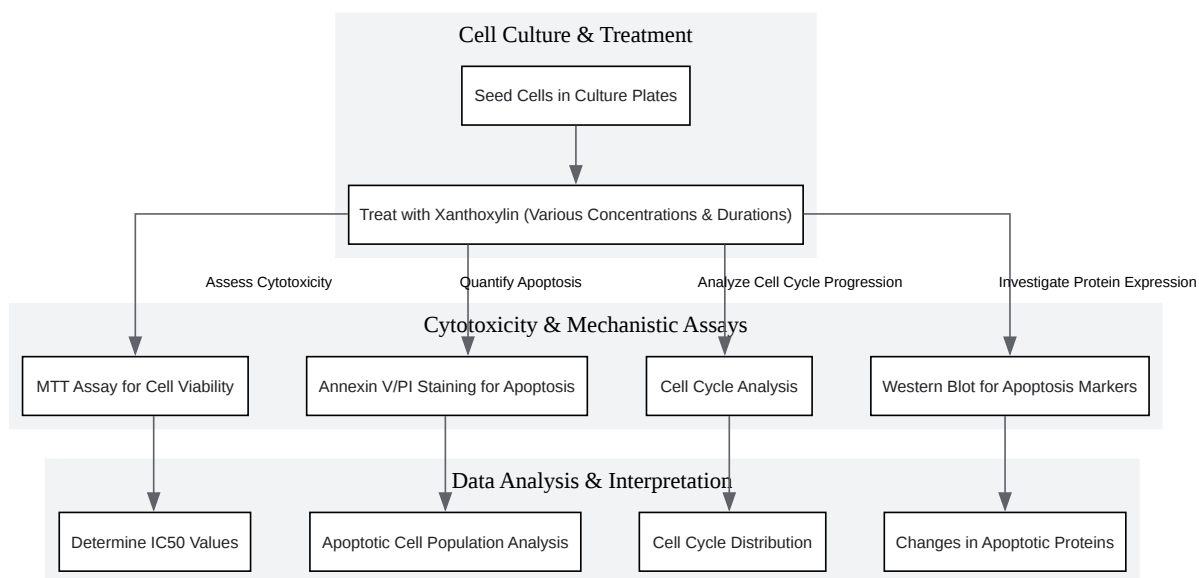 Cell Culture & Treatment
Seed Cells in Culture Plates
Treat with Xanthoxylin (Various Concentrations & Durations)
Assess Cytotoxicity
Quantify Apoptosis
Analyze Cell Cycle Progression
Investigate Protein Expression
Cytotoxicity & Mechanistic Assays
MTT Assay for Cell Viability
Annexin V/PI Staining for Apoptosis
Cell Cycle Analysis
Western Blot for Apoptosis Markers
Data Analysis & Interpretation
Determine IC50 Values
Apoptotic Cell Population Analysis
Cell Cycle Distribution
Changes in Apoptotic Proteins